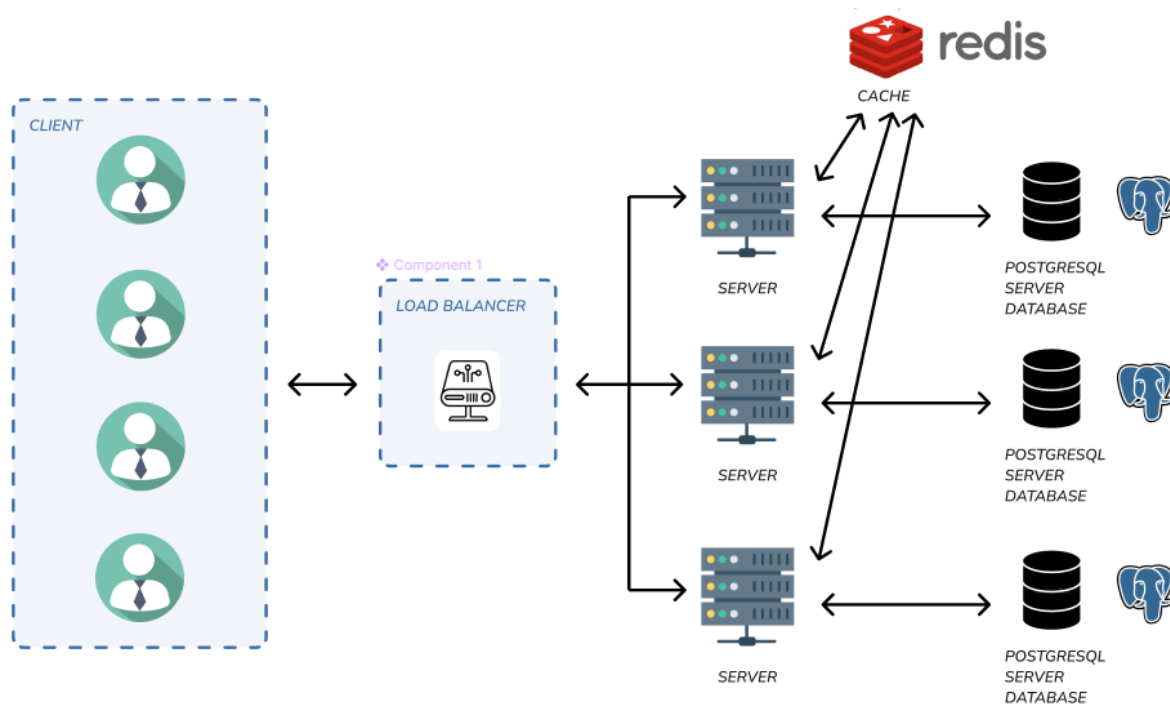 redis
CACHE
CLIENT
Component 1
LOAD BALANCER
SERVER
POSTGRESQL
SERVER
DATABASE
SERVER
POSTGRESQL
SERVER
DATABASE
SERVER
POSTGRESQL
SERVER
DATABASE